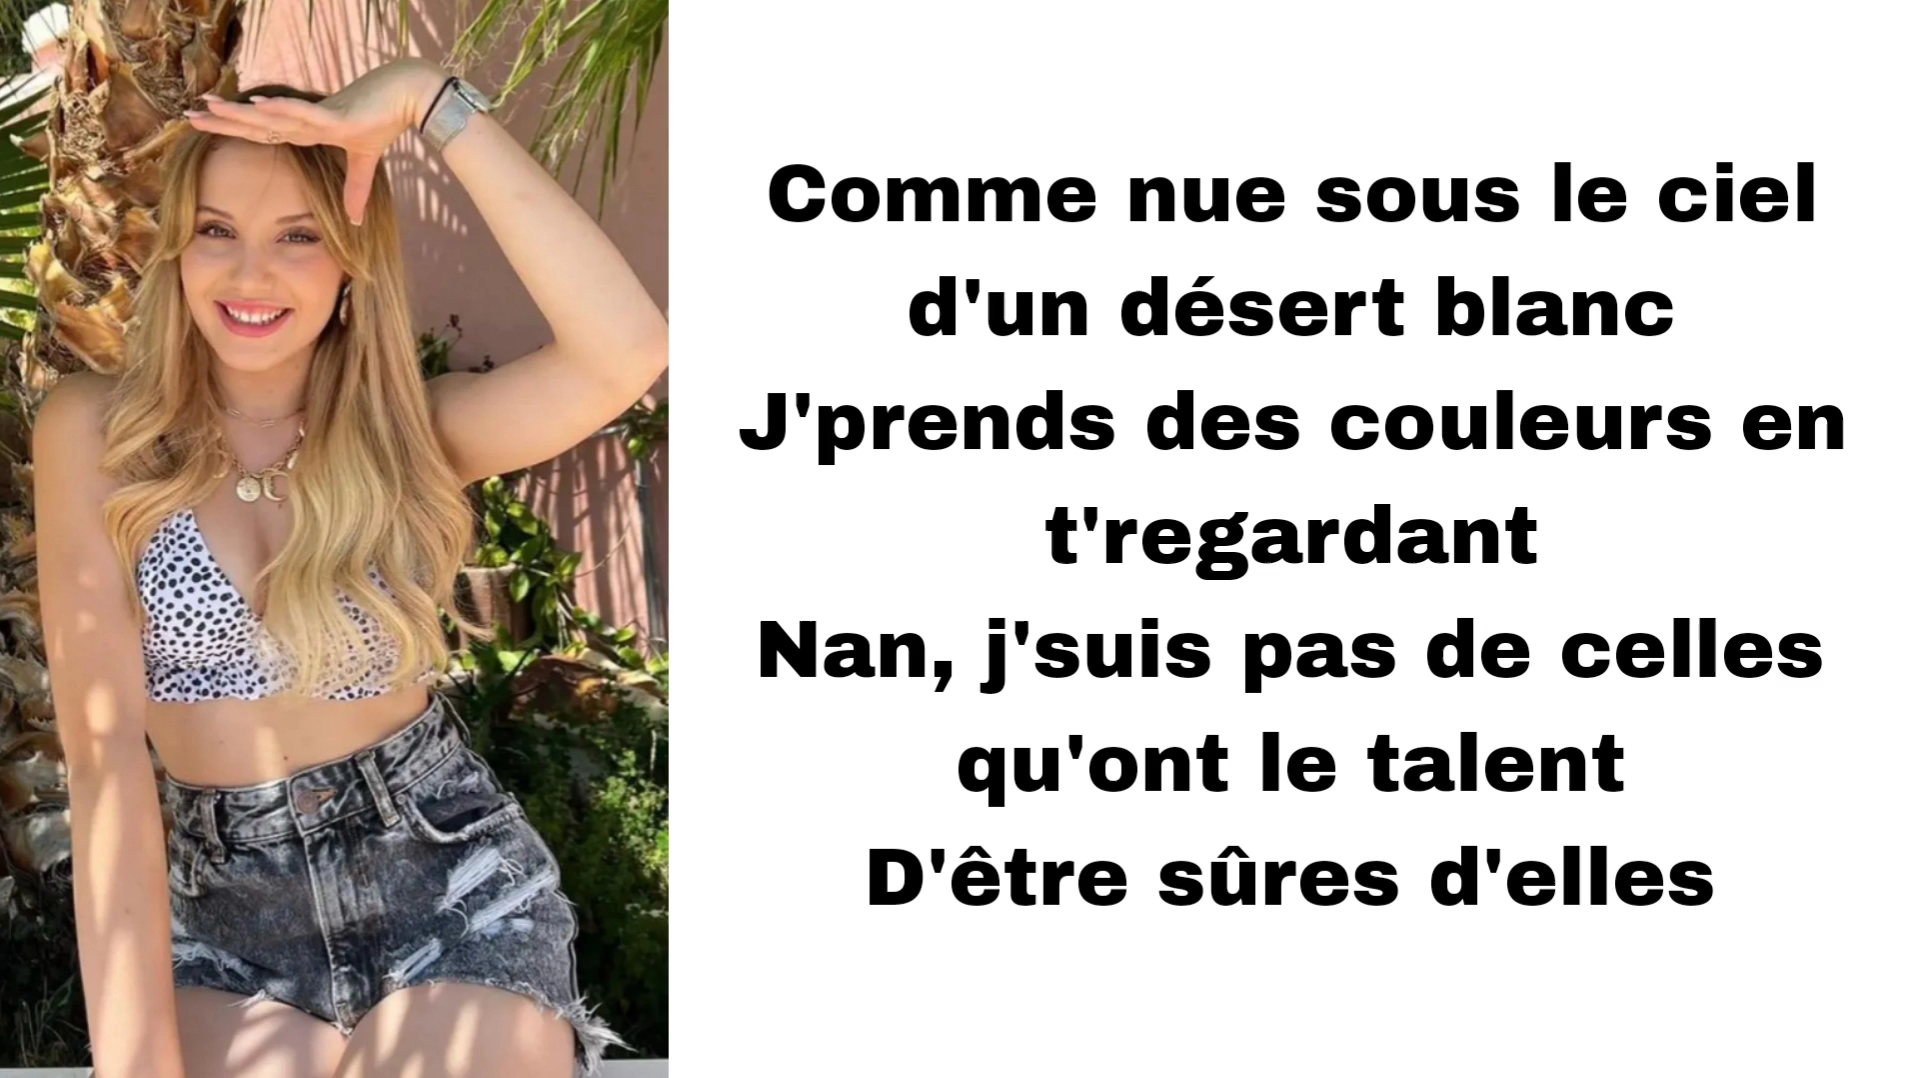 Comme nue sous le ciel
d'un désert blanc
J'prends des couleurs en
t'regardant
Nan, j'suis pas de celles
qu'ont le talent
D'être sûres d'elles